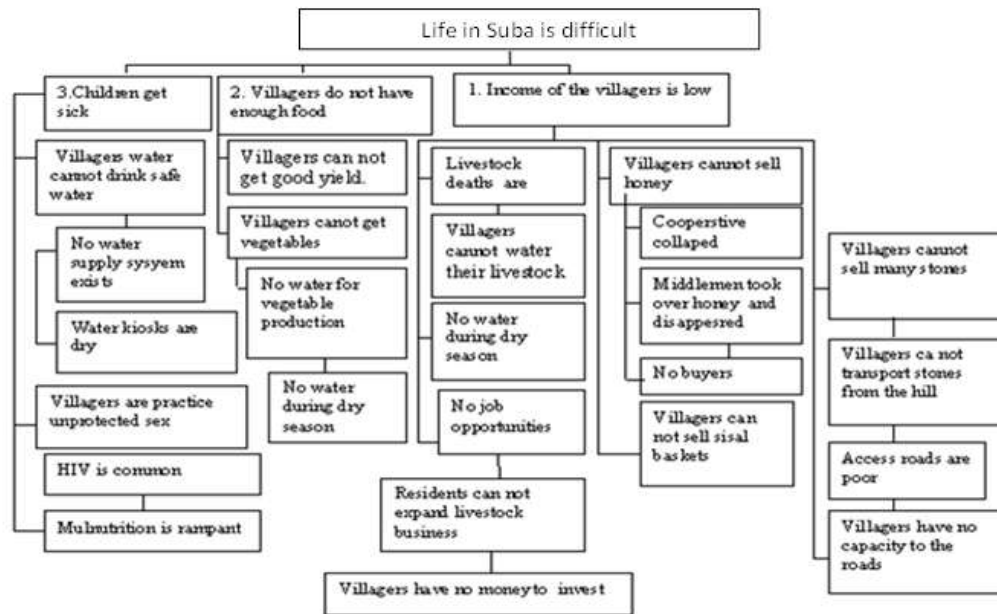 Life in Suba is difficult
3.Children get
sick
2. Villagers do not have
enough food
1. Income of the villagers is low
Villagers water
cannot drink safe
water
No water
supply sysyem
exists
Water kiosks are
dry
Villagers are practice
unprotected sex
HIV is common
Mulnutrition is rampant
Villagers can not
get good yield.
Villagers canot get
vegetables
No water for
vegetable
production
No water
during dry
season
Livestock
deaths are
Villagers
cannot water
their livestock
No water
during dry
season
No job
opportunities
Residents can not
expand livestock
business
Villagers have no money to invest
Villagers cannot sell
honey
Cooperstive
collaped
Middlemen took
over honey and
disappesred
No buyers
Villagers can
not sell sisal
baskets
Villagers cannot
sell many stones
Villagers ca not
transport stones
from the hill
Access roads are
poor
Villagers have no
capacity to the
roads